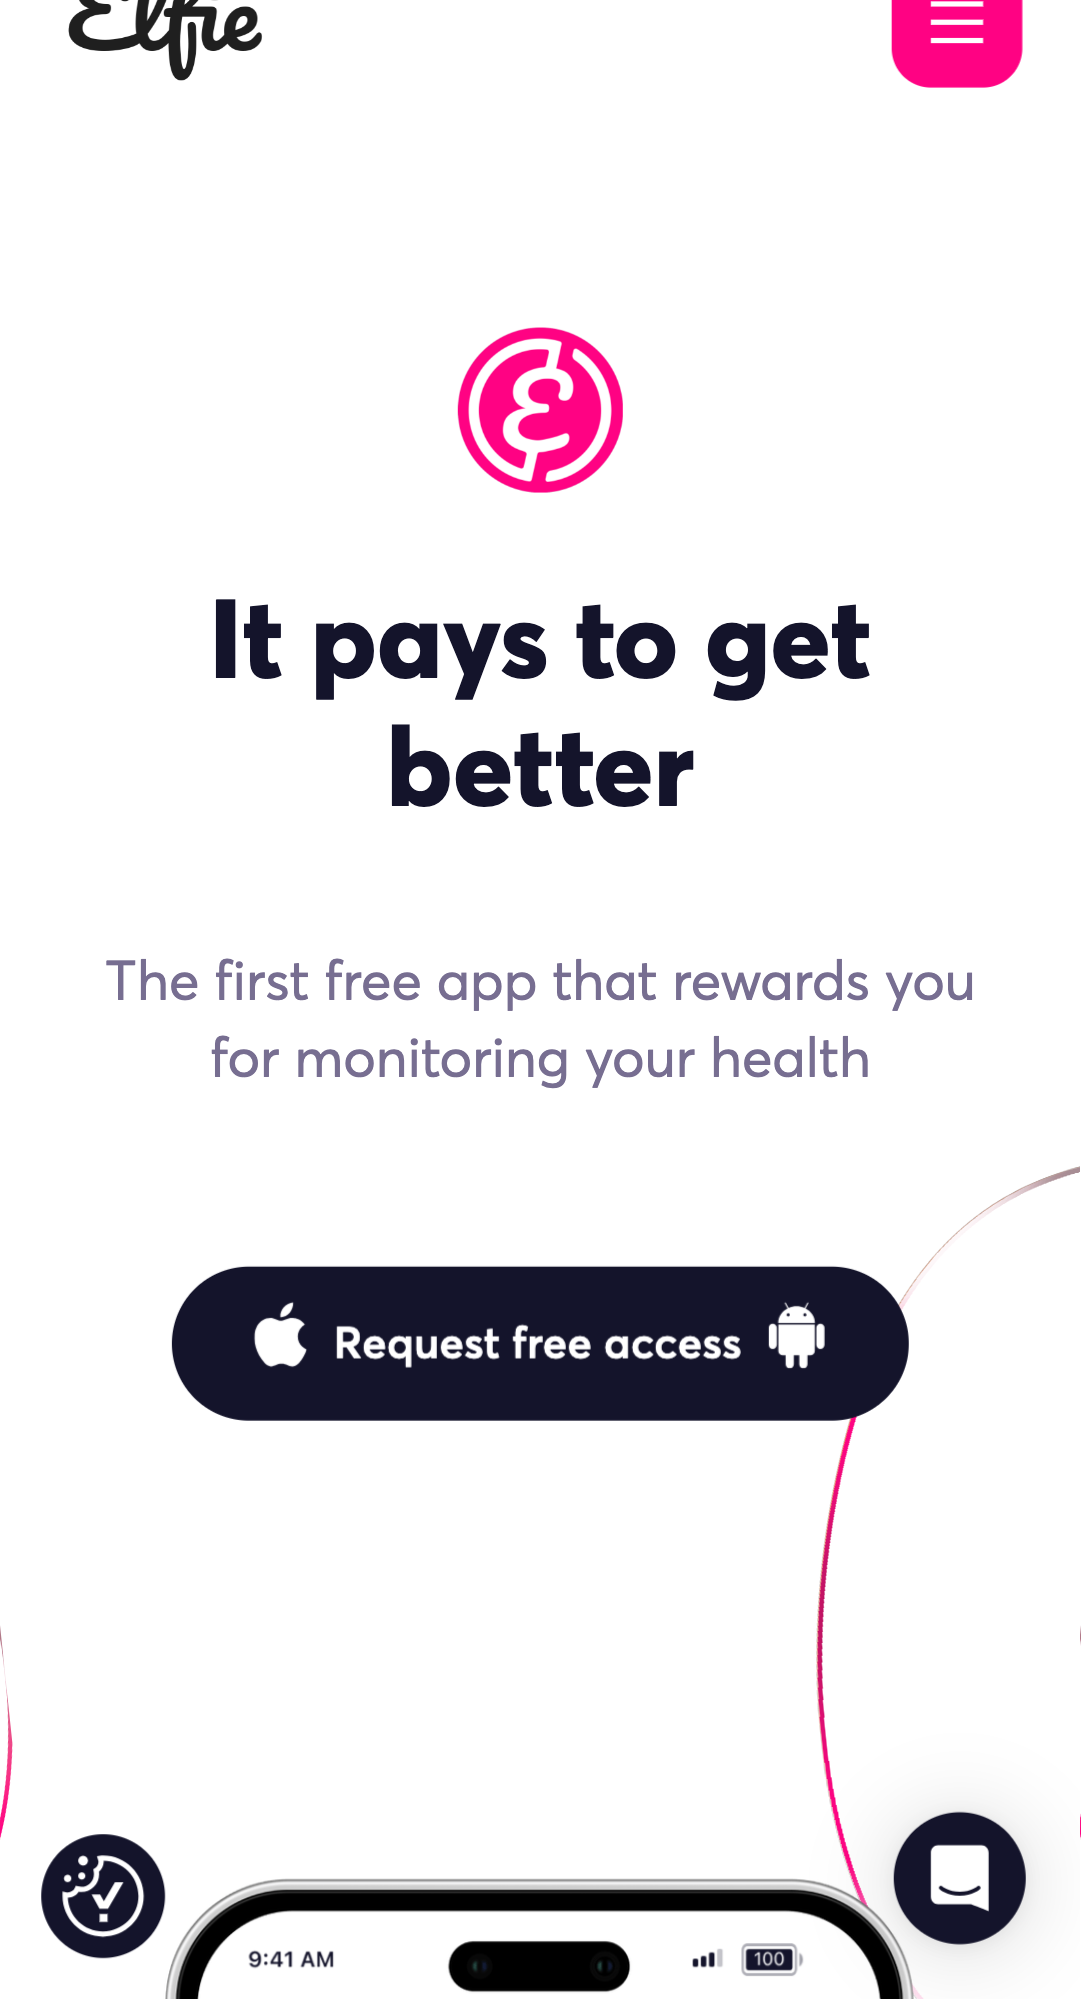 Elfie
It pays to get
better
The first free app that rewards you
for monitoring your health
Request free access
9:41 AM
100